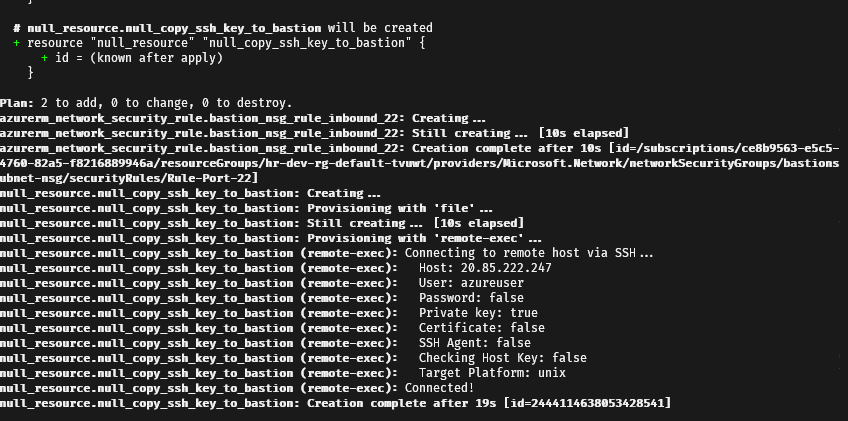 }
# null_resource.null_copy_ssh_key_to_bastion will be created
+ resource "null_resource" "null_copy_ssh_key_to_bastion" {
+ id = (known after apply)
}
Plan: 2 to add, 0 to change, 0 to destroy.
azurerm_network_security_rule.bastion_nsg_rule_inbound_22: Creating...
azurerm_network_security_rule.bastion_nsg_rule_inbound_22: Still creating... [10s elapsed]
azurerm_network_security_rule.bastion_nsg_rule_inbound_22: Creation complete after 10s [id=/subscriptions/ce8b9563-e5c5-
4760-82a5-f8216889946a/resourceGroups/hr-dev-rg-default-tvuwt/providers/Microsoft.Network/networkSecurityGroups/bastions
ubnet-nsg/securityRules/Rule-Port-22]
null_resource.null_copy_ssh_key_to_bastion: Creating...
null_resource.null_copy_ssh_key_to_bastion: Provisioning with 'file'...
null_resource.null_copy_ssh_key_to_bastion: Still creating... [10s elapsed]
null_resource.null_copy_ssh_key_to_bastion: Provisioning with 'remote-exec'...
null_resource.null_copy_ssh_key_to_bastion (remote-exec): Connecting to remote host via SSH...
null_resource.null_copy_ssh_key_to_bastion (remote-exec): Host: 20.85.222.247
null_resource.null_copy_ssh_key_to_bastion (remote-exec): User: azureuser
null_resource.null_copy_ssh_key_to_bastion (remote-exec): Password: false
null_resource.null_copy_ssh_key_to_bastion (remote-exec): Private key: true
null_resource.null_copy_ssh_key_to_bastion (remote-exec): Certificate: false
null_resource.null_copy_ssh_key_to_bastion (remote-exec): SSH Agent: false
null_resource.null_copy_ssh_key_to_bastion (remote-exec): Checking Host Key: false
null_resource.null_copy_ssh_key_to_bastion (remote-exec): Target Platform: unix
null_resource.null_copy_ssh_key_to_bastion (remote-exec): Connected!
null_resource.null_copy_ssh_key_to_bastion: Creation complete after 19s [id=2444114638053428541]